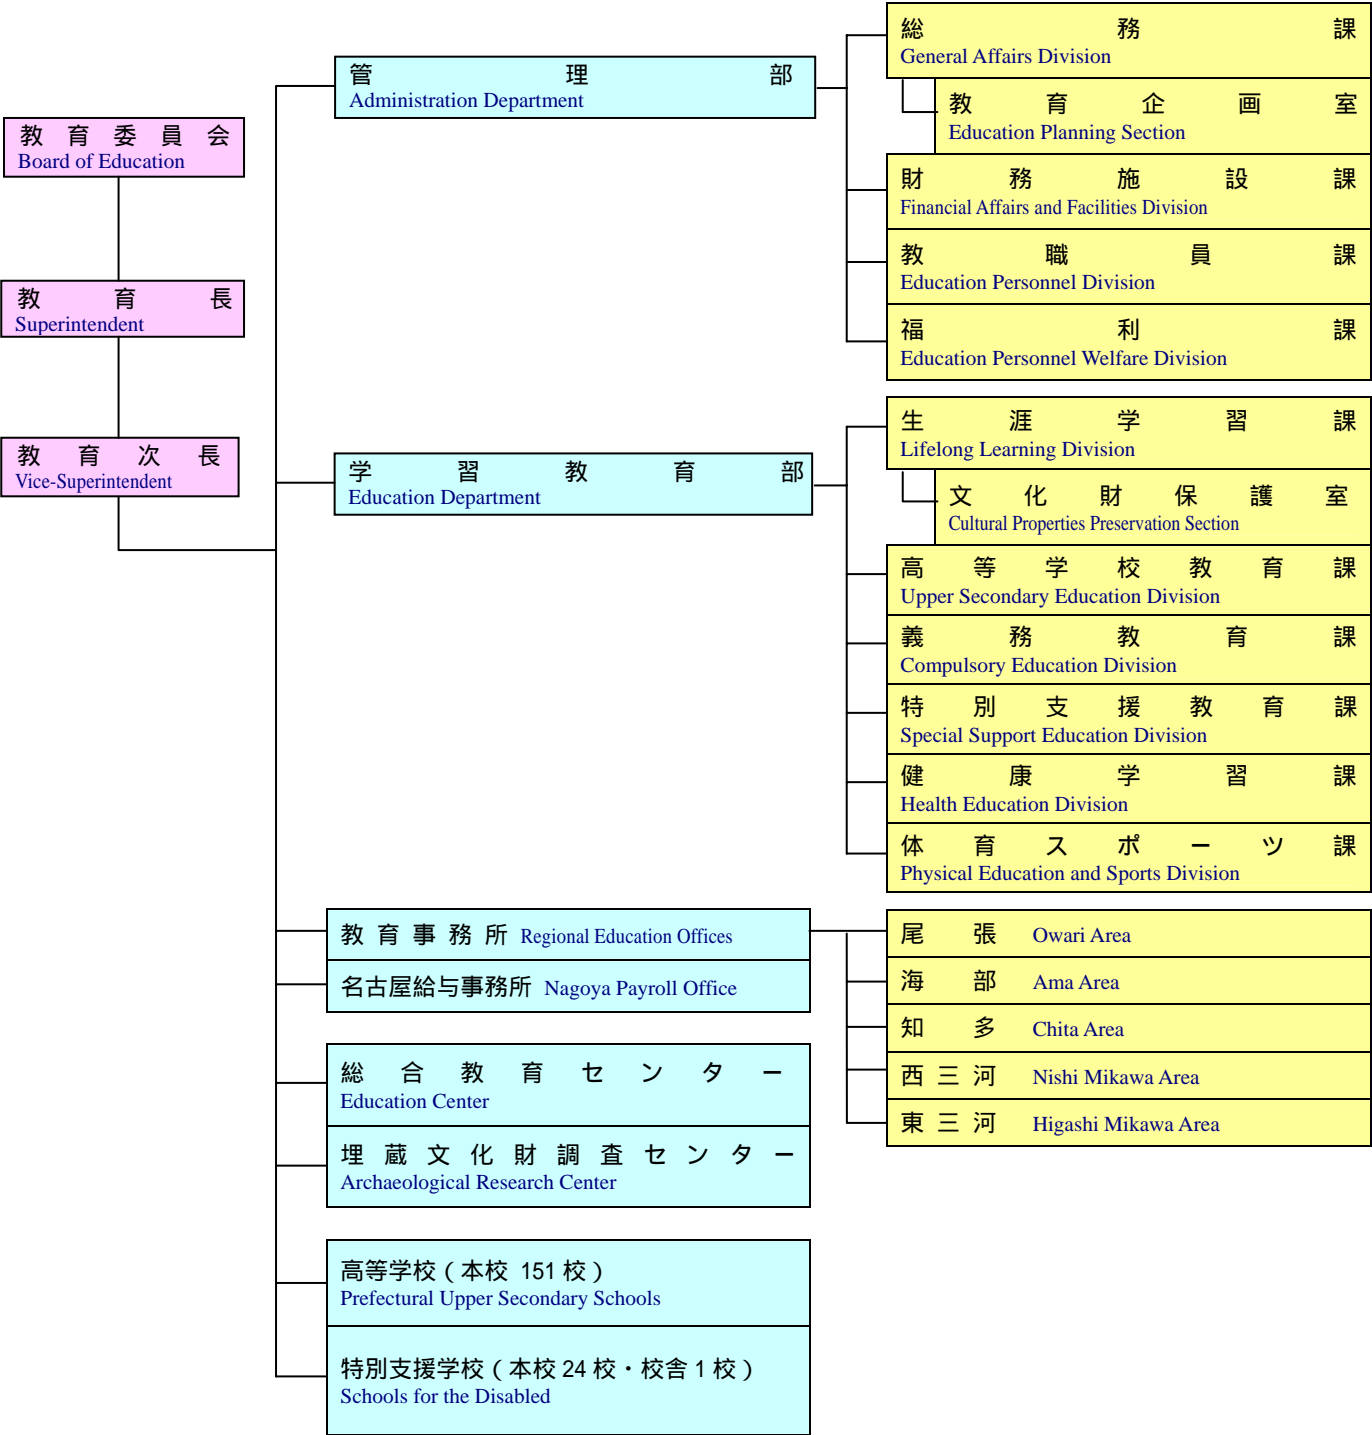 教育委員会
Board of Education
教育長
Superintendent
教育次長
Vice-Superintendent
管理部
Administration Department
総務課
General Affairs Division
教育企画室
Education Planning Section
財務施設課
Financial Affairs and Facilities Division
教職員課
Education Personnel Division
福利課
Education Personnel Welfare Division
学習教育部
Education Department
生涯学習課
Lifelong Learning Division
文化財保護室
Cultural Properties Preservation Section
高等学校教育課
Upper Secondary Education Division
義務教育課
Compulsory Education Division
特別支援教育課
Special Support Education Division
健康学習課
Health Education Division
体育スポーツ課
Physical Education and Sports Division
教育事務所 Regional Education Offices
尾張 Owari Area
海部 Ama Area
知多 Chita Area
西三河 Nishi Mikawa Area
東三河 Higashi Mikawa Area
名古屋給与事務所 Nagoya Payroll Office
総合教育センター
Education Center
埋蔵文化財調査センター
Archaeological Research Center
高等学校（本校 151 校）
Prefectural Upper Secondary Schools
特別支援学校（本校 24 校・校舎 1 校）
Schools for the Disabled